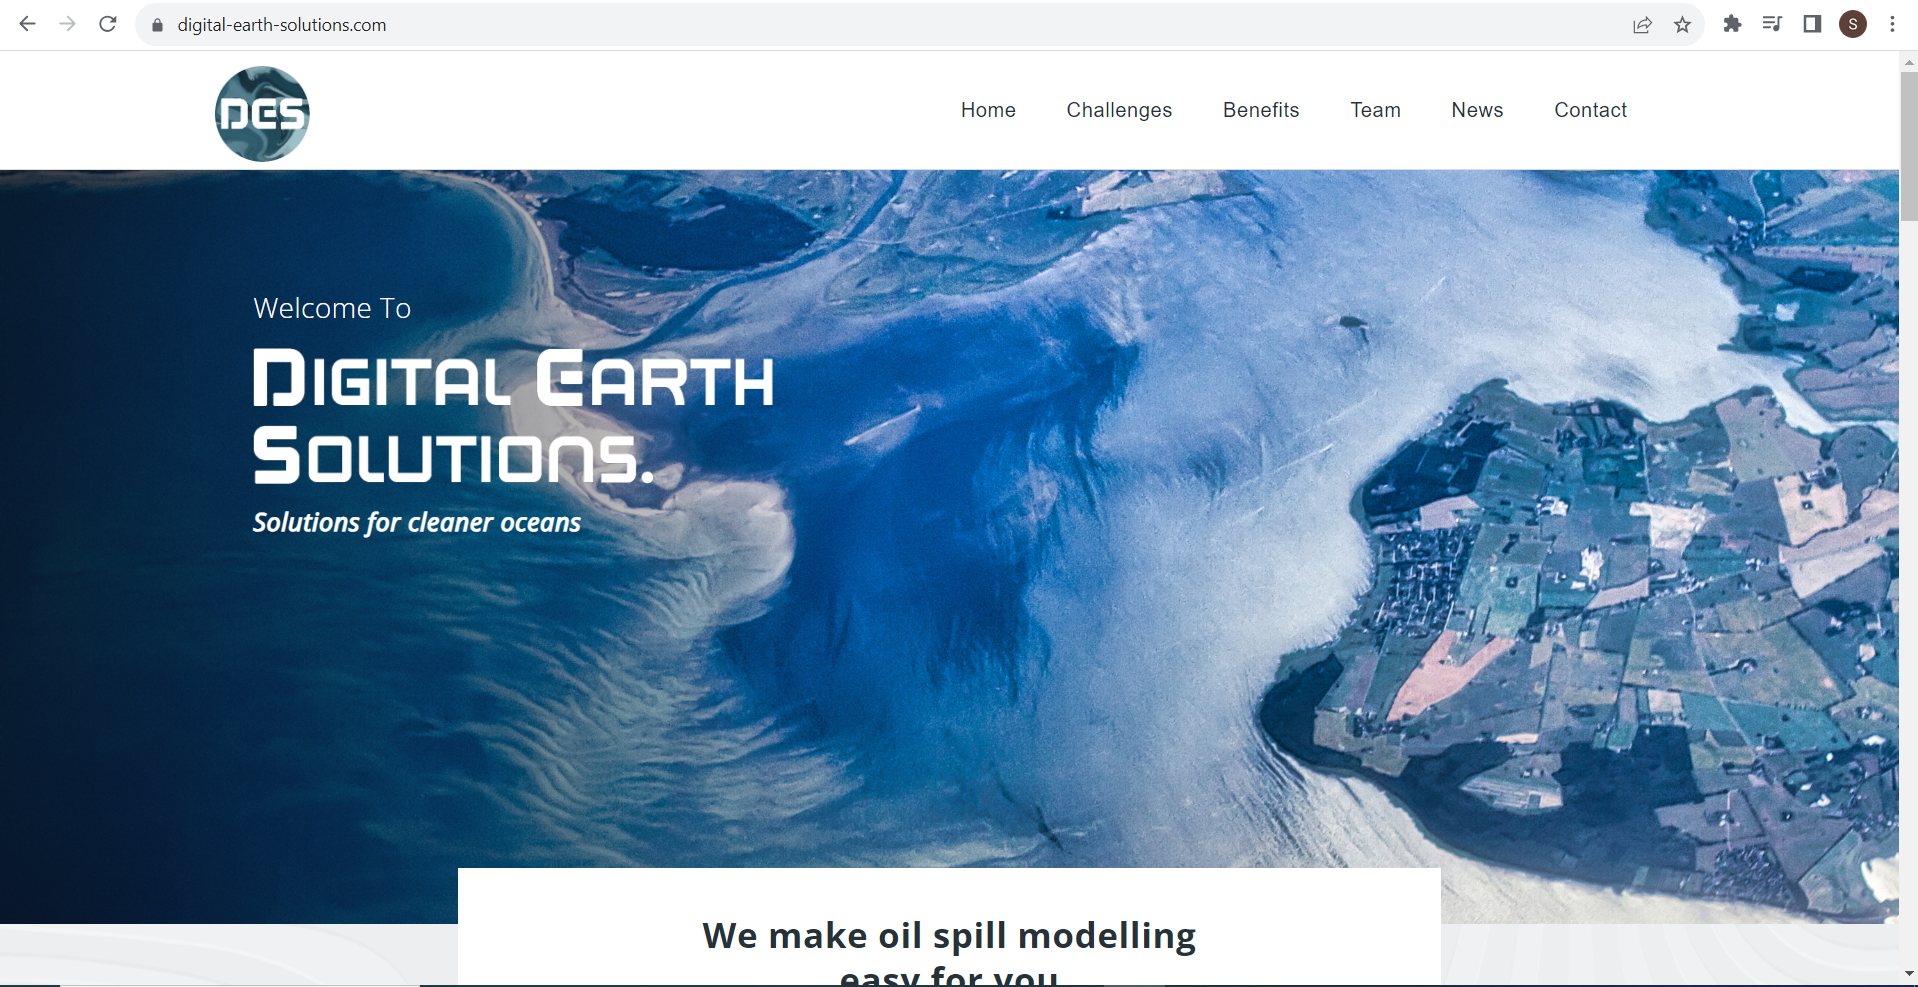 digital-earth-solutions.com
S
DES
Home Challenges Benefits Team News Contact
Welcome To
Digital Earth
Solutions.
Solutions for cleaner oceans
We make oil spill modelling
easy for you